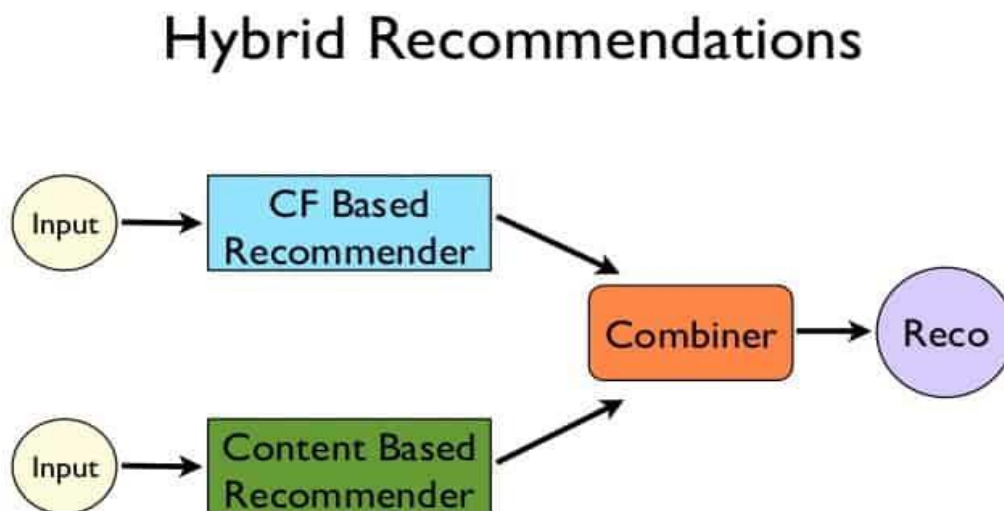 Hybrid Recommendations
Input
CF Based
Recommender
Combiner
Reco
Input
Content Based
Recommender